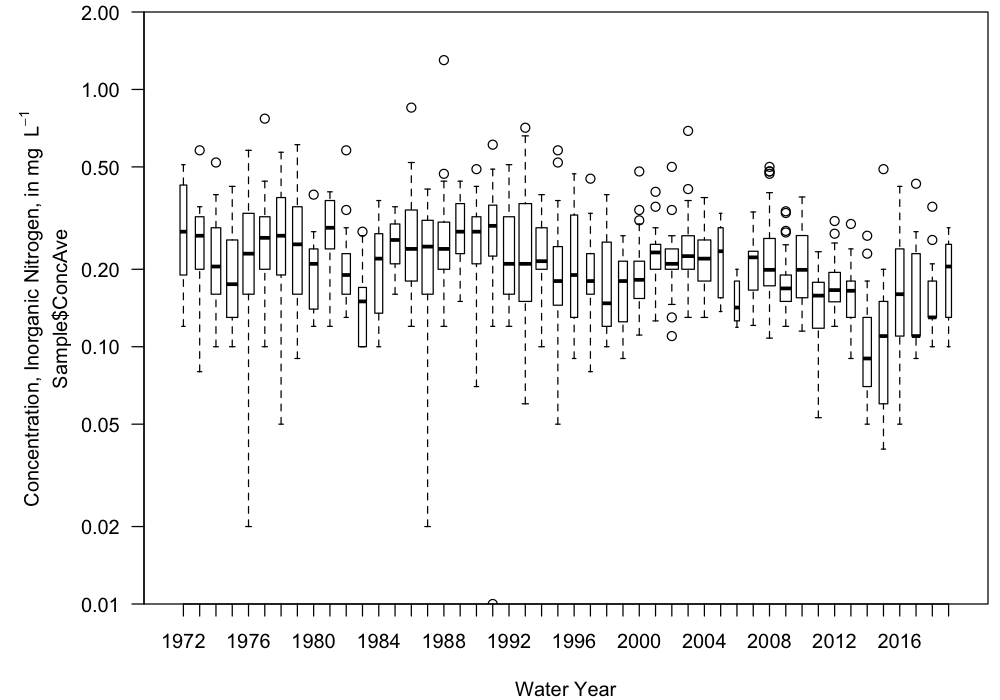 Concentration, Inorganic Nitrogen, in mg L⁻¹
Sample$ConcAve
2.00
1.00
0.50
0.20
0.10
0.05
0.02
0.01
1972 1976 1980 1984 1988 1992 1996 2000 2004 2008 2012 2016
Water Year